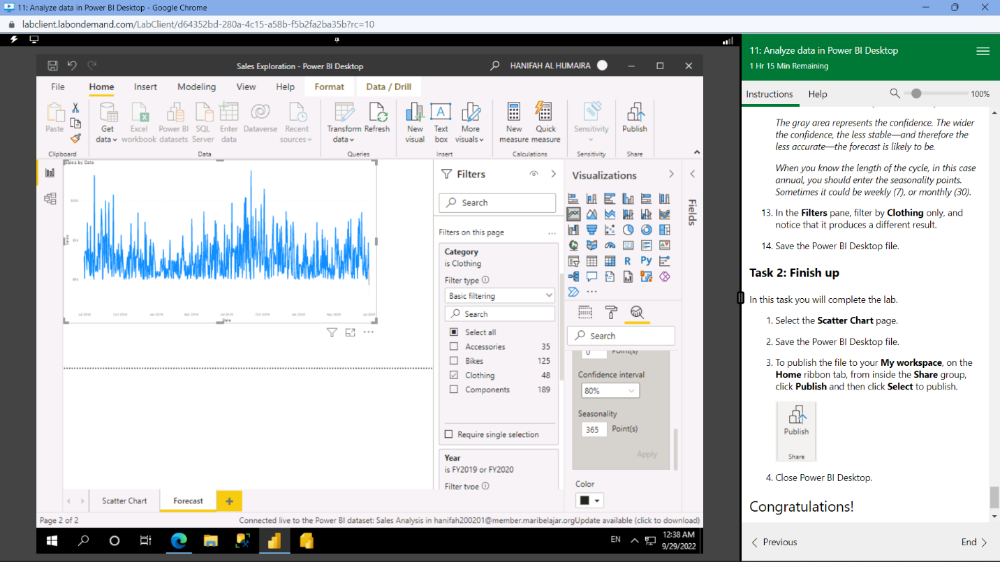 11: Analyze data in Power BI Desktop - Google Chrome
labclient.labondemand.com/LabClient/d64352bd-280a-4c15-a58b-f5b2fa2ba35b?rc=10
Sales Exploration - Power BI Desktop
HANIFAH AL HUMAIRA
File Home Insert Modeling View Help Format Data / Drill
Paste
Get data
Excel workbook
Power BI datasets
SQL Server
Enter data
Dataverse
Recent sources
Transform data
Refresh
New visual
Text box
More visuals
New measure
Quick measure
Sensitivity
Publish
Clipboard Data Queries Insert Calculations Sensitivity Share
Sales by Date
$10K
$5K
$0K
Sales
Jul 2018 Oct 2018 Jan 2019 Apr 2019 Jul 2019 Oct 2019 Jan 2020 Apr 2020 Jul 2020
Date
Filters
Search
Filters on this page
...
Category
is Clothing
Filter type
Basic filtering
Search
Select all
Accessories 35
Bikes 125
Clothing 48
Components 189
Require single selection
Year
is FY2019 or FY2020
Filter type
Visualizations
R Py
...
Search
0 Point(s)
Confidence interval
80%
Seasonality
365 Point(s)
Apply
Color
Fields
Scatter Chart Forecast +
Page 2 of 2
Connected live to the Power BI dataset: Sales Analysis in hanifah200201@member.maribelajar.orgUpdate available (click to download)
EN
12:38 AM
9/29/2022
11: Analyze data in Power BI Desktop
1 Hr 15 Min Remaining
Instructions Help 100%
The gray area represents the confidence. The wider
the confidence, the less stable—and therefore the
less accurate—the forecast is likely to be.
When you know the length of the cycle, in this case
annual, you should enter the seasonality points.
Sometimes it could be weekly (7), or monthly (30).
13. In the Filters pane, filter by Clothing only, and
notice that it produces a different result.
14. Save the Power BI Desktop file.
Task 2: Finish up
In this task you will complete the lab.
1. Select the Scatter Chart page.
2. Save the Power BI Desktop file.
3. To publish the file to your My workspace, on the
Home ribbon tab, from inside the Share group,
click Publish and then click Select to publish.
Publish
Share
4. Close Power BI Desktop.
Congratulations!
Previous End